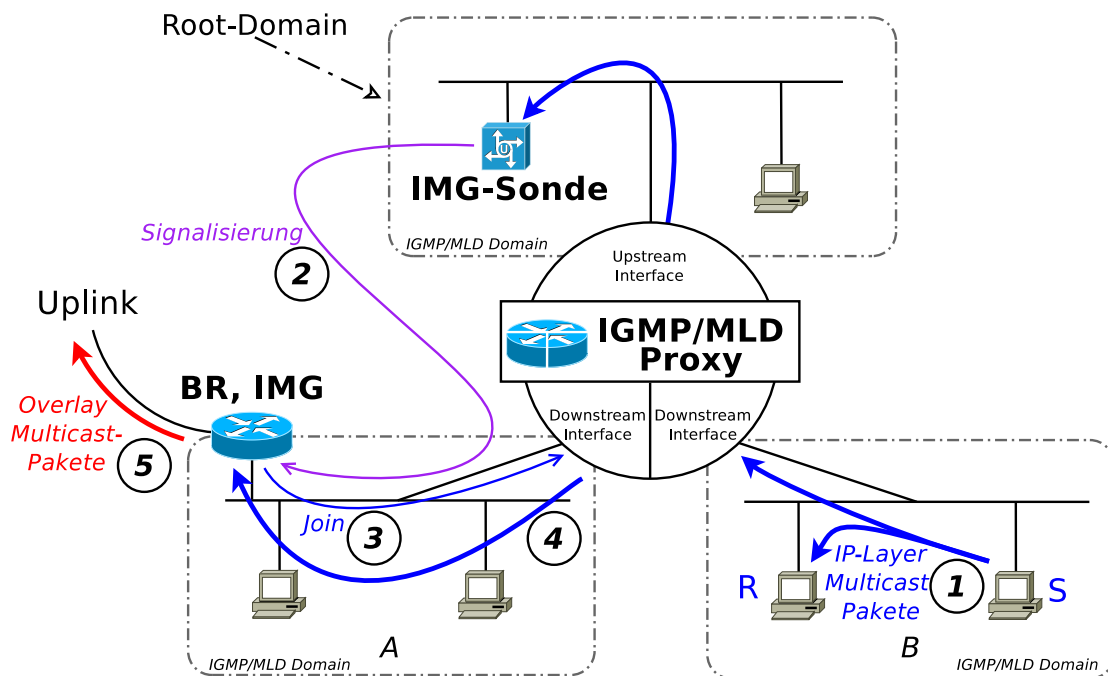 Root-Domain
U
IMG-Sonde
IGMP/MLD Domain
Signalisierung
2
Upstream
Interface
Uplink
IGMP/MLD
Proxy
BR, IMG
Overlay
Multicast-
Pakete
5
Downstream
Interface
Downstream
Interface
Join
3
4
IP-Layer
Multicast
Pakete
1
R
S
A
B
IGMP/MLD Domain
IGMP/MLD Domain